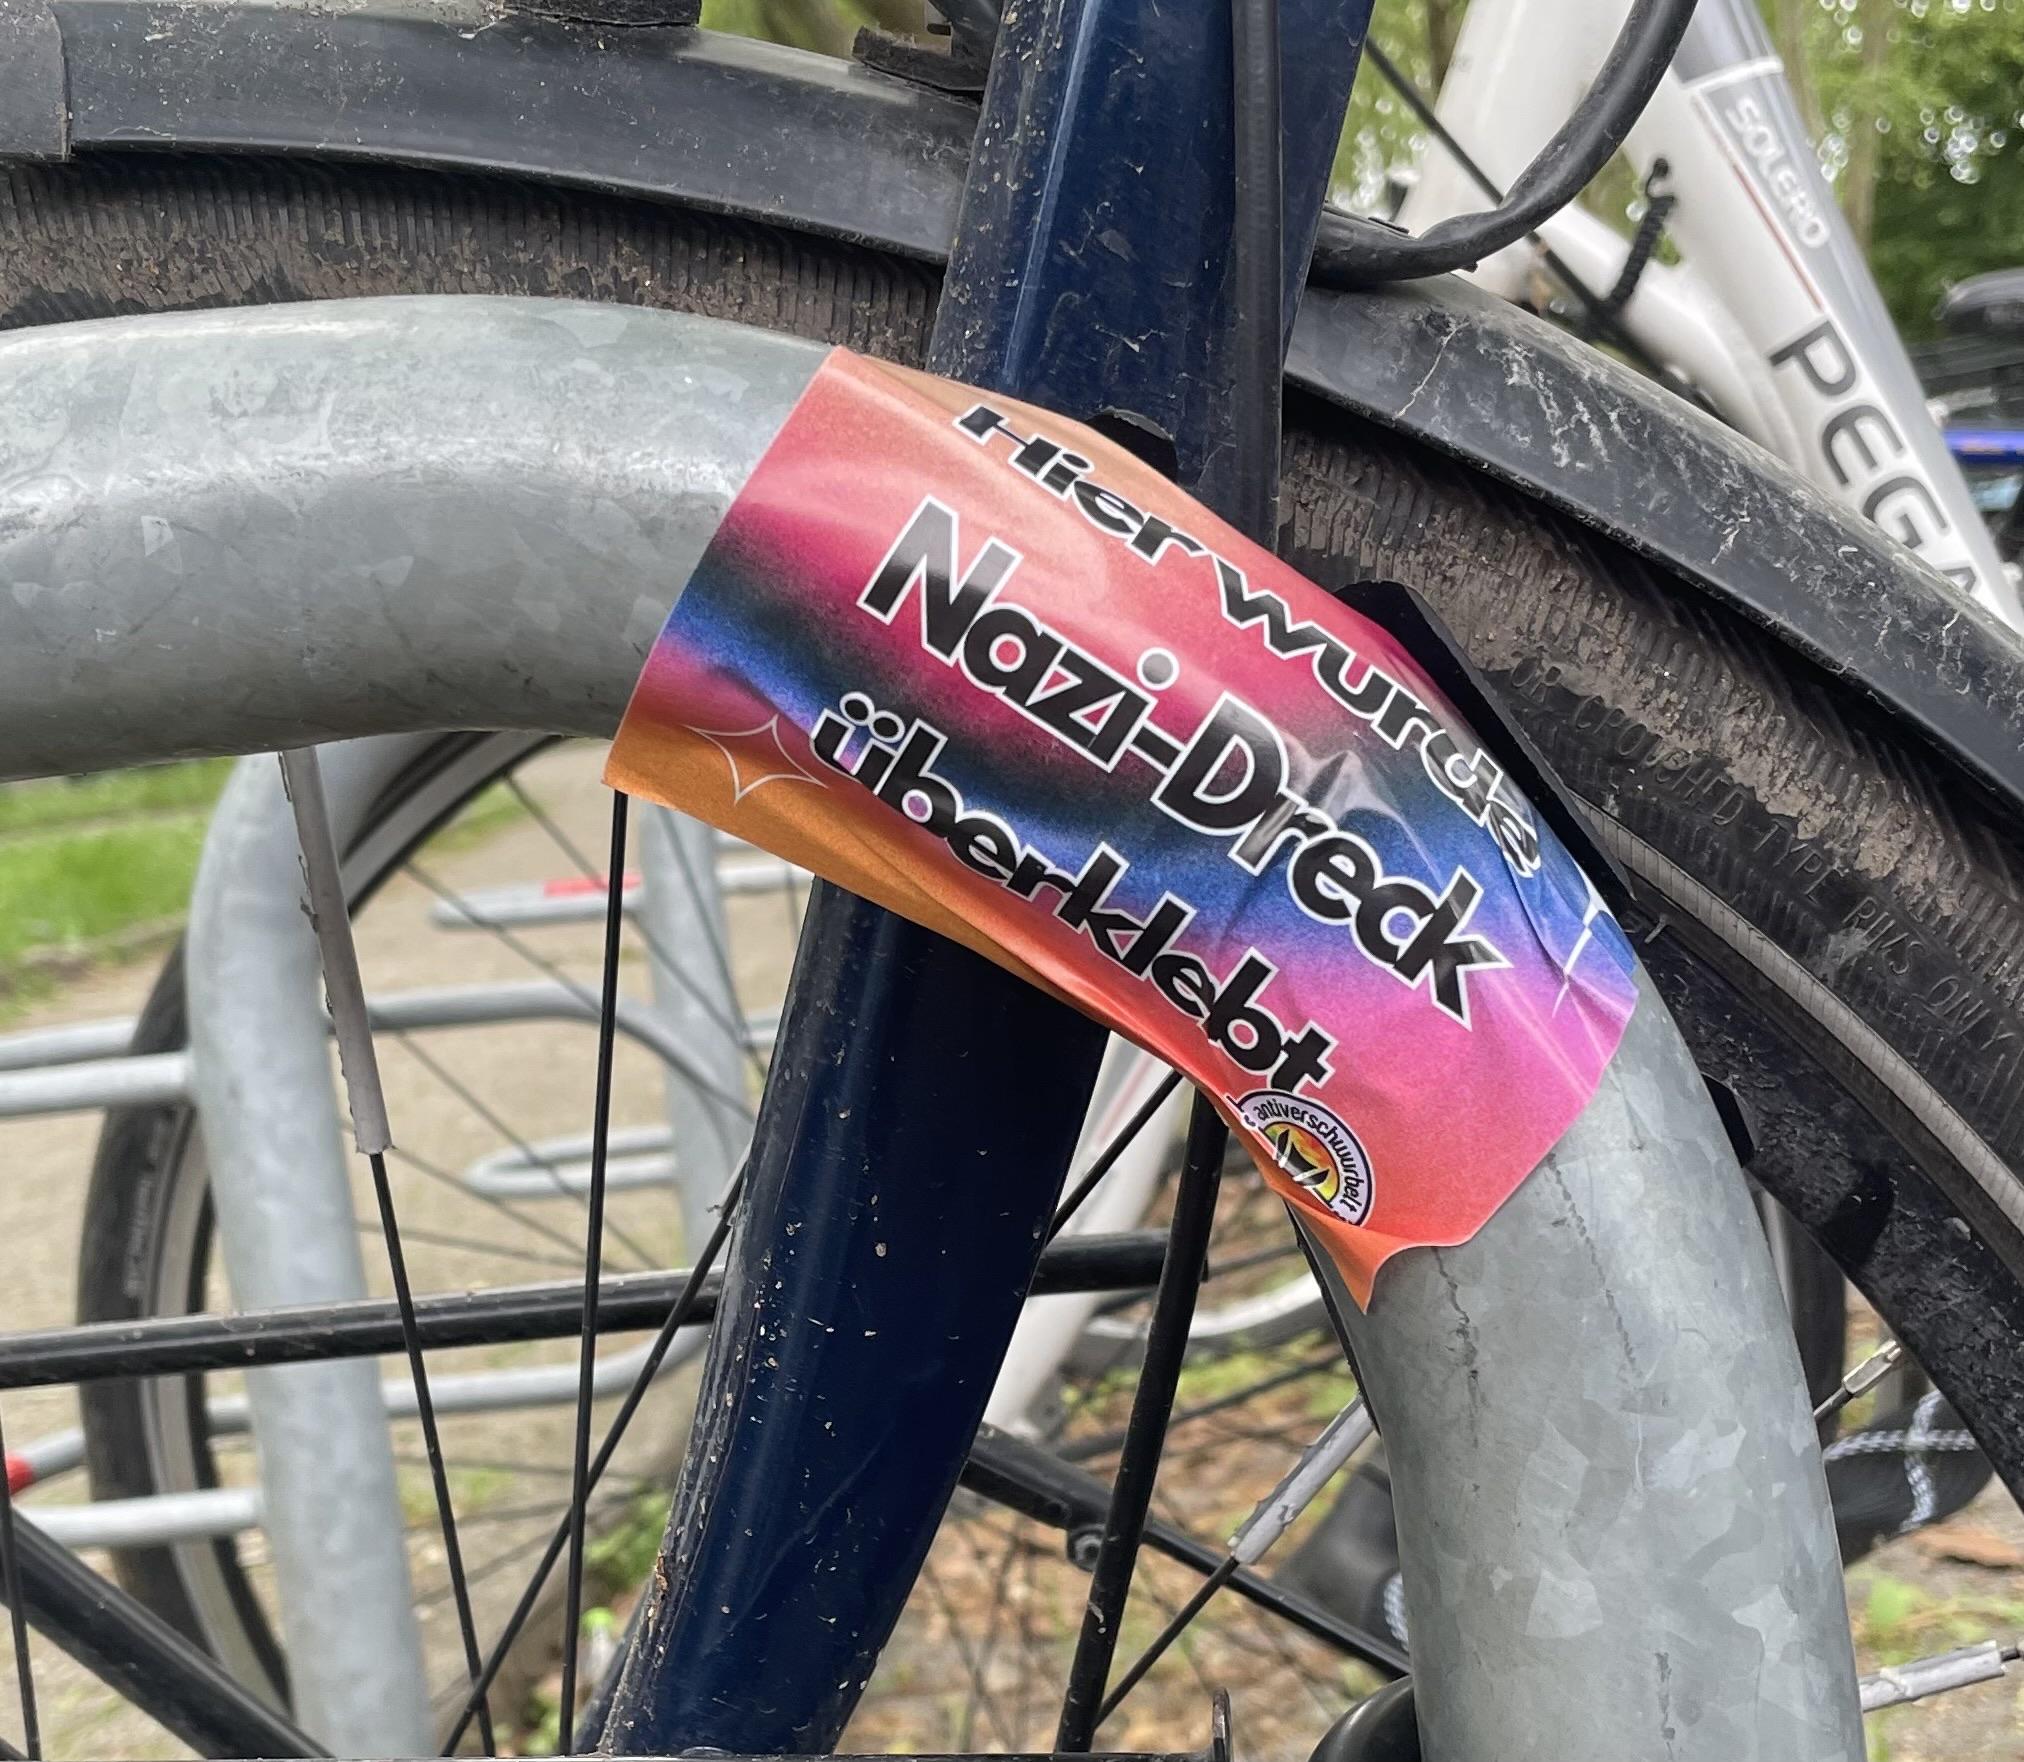 Hier wurde
Nazi-Dreck
überklebt
antiverschwurbelt
SOLERO
PEGA